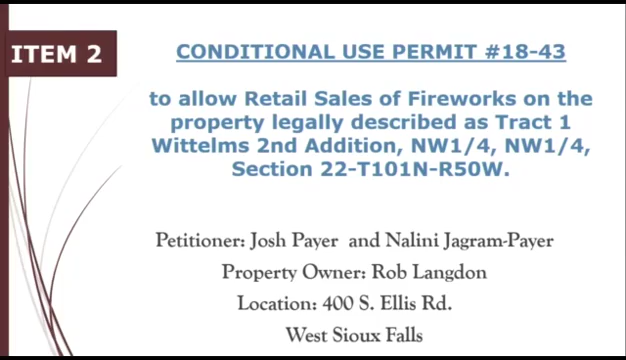 ITEM 2
CONDITIONAL USE PERMIT #18-43
to allow Retail Sales of Fireworks on the
property legally described as Tract 1
Wittelms 2nd Addition, NW1/4, NW1/4,
Section 22-T101N-R50W.
Petitioner: Josh Payer and Nalini Jagram-Payer
Property Owner: Rob Langdon
Location: 400 S. Ellis Rd.
West Sioux Falls